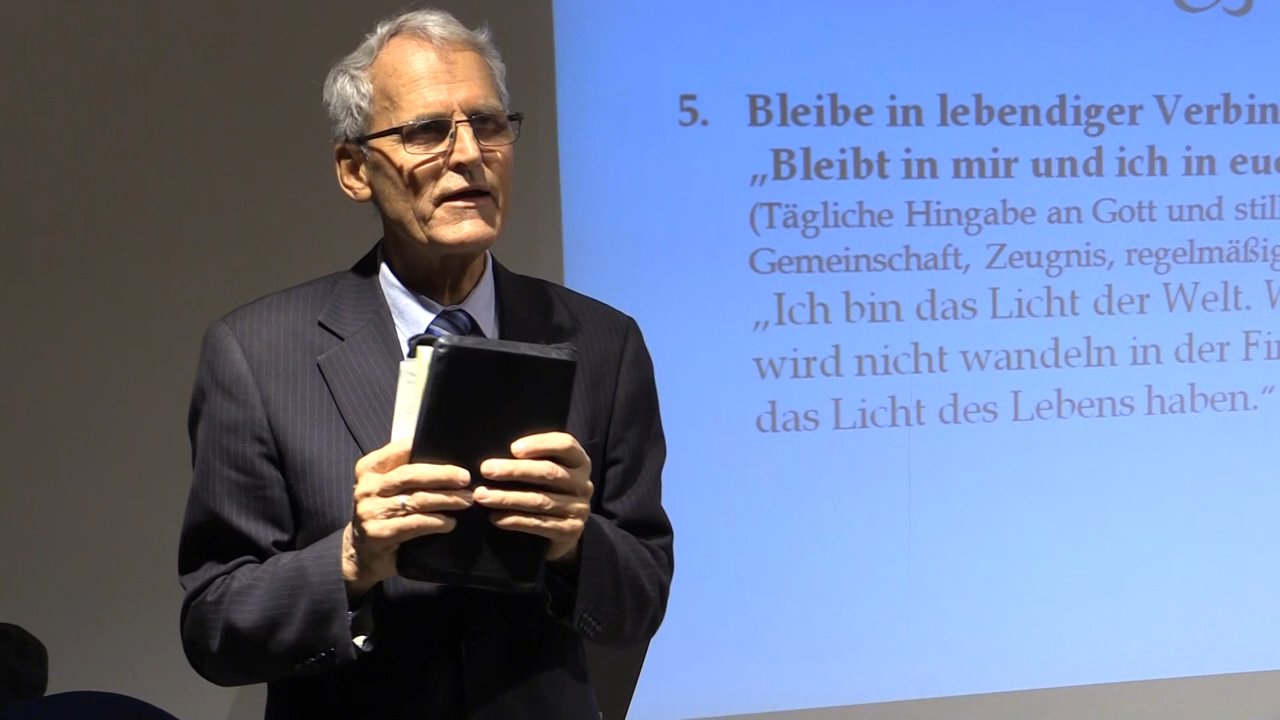 5. Bleibe in lebendiger
„Bleibt in mir und ich in
(Tägliche Hingabe an Gott und
Gemeinschaft, Zeugnis,
„Ich bin das Licht der Welt.
wird nicht wandeln in der
das Licht des Lebens haben.“